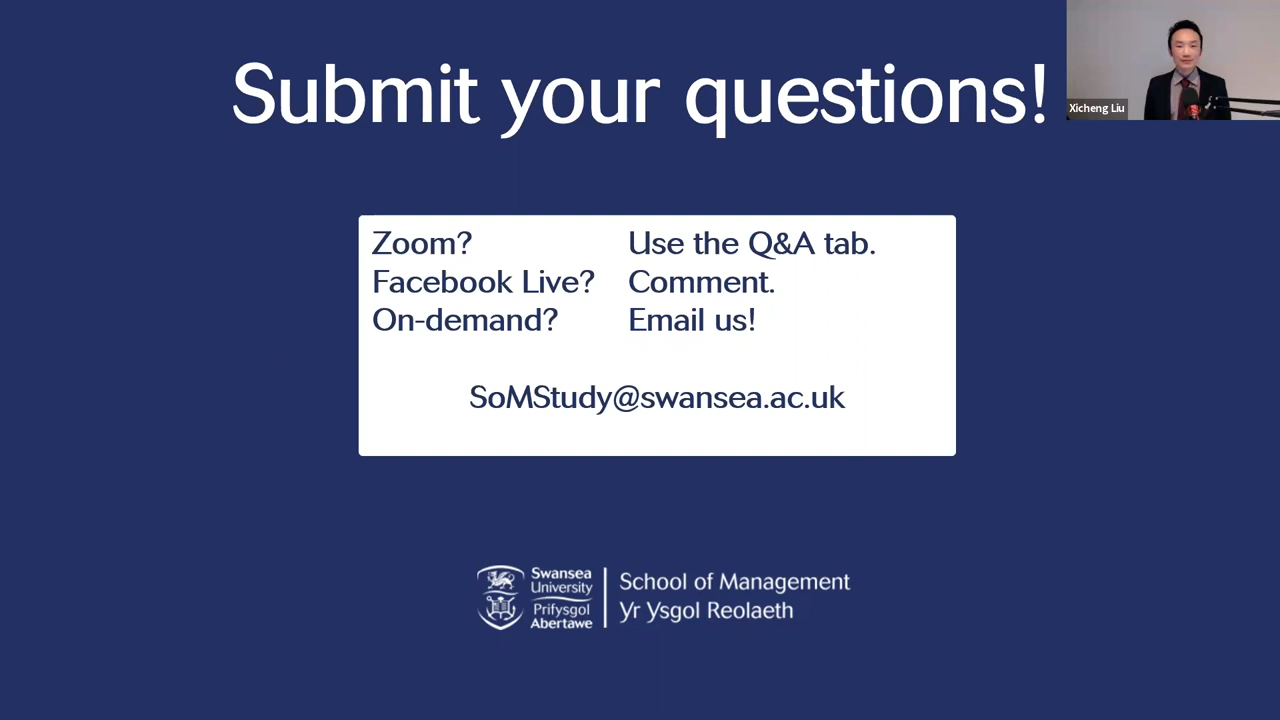 Submit your questions!
Xicheng Liu
Zoom? Use the Q&A tab.
Facebook Live? Comment.
On-demand? Email us!
SoMStudy@swansea.ac.uk
Swansea
University
Prifysgol
Abertawe
School of Management
Yr Ysgol Reolaeth